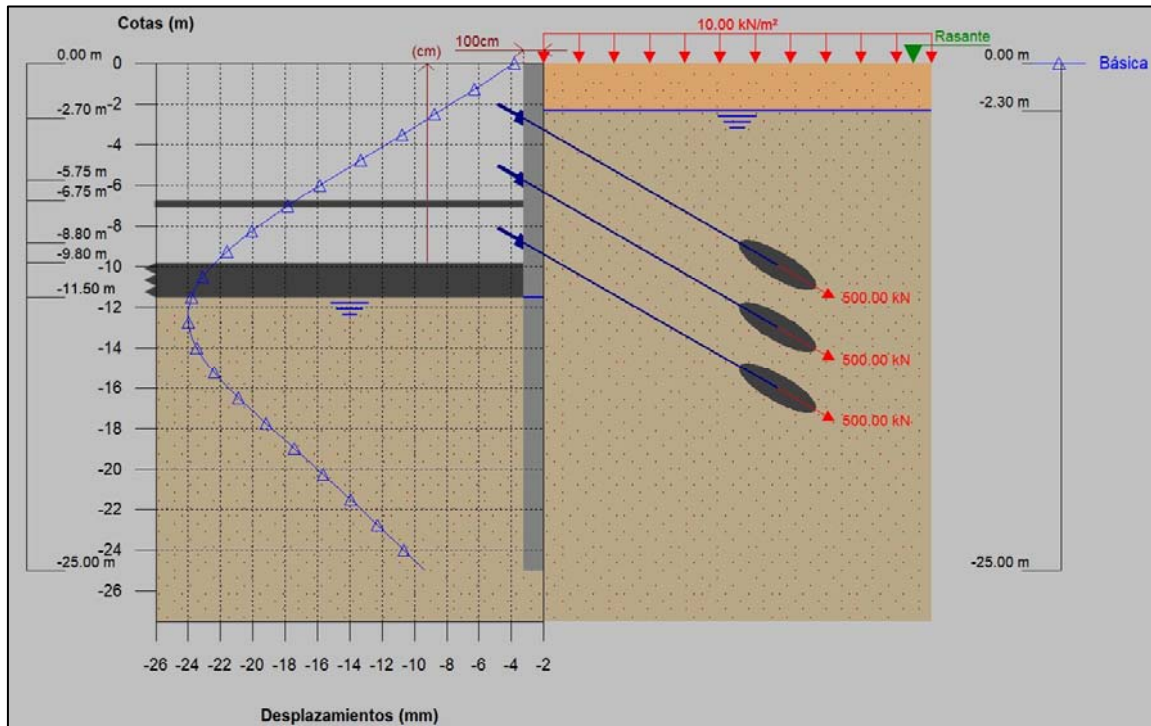 Cotas (m)
10.00 kN/m²
Rasante
100cm
(cm)
0.00 m
-2.70 m
-5.75 m
-6.75 m
-8.80 m
-9.80 m
-11.50 m
-25.00 m
0
-2
-4
-6
-8
-10
-12
-14
-16
-18
-20
-22
-24
-26
500.00 kN
500.00 kN
500.00 kN
0.00 m
-2.30 m
-25.00 m
Básica
-26 -24 -22 -20 -18 -16 -14 -12 -10 -8 -6 -4 -2
Desplazamientos (mm)